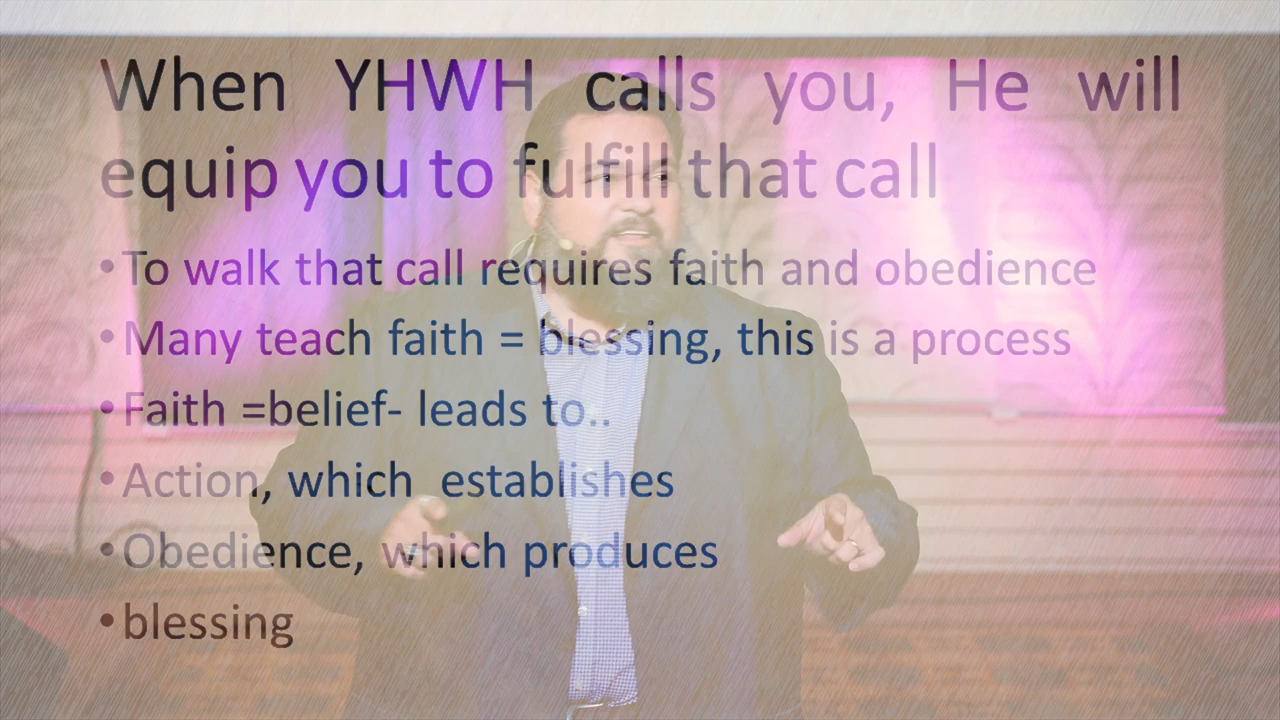 When YHWH calls you, He will
equip you to fulfill that call
• To walk that call requires faith and obedience
• Many teach faith = blessing, this is a process
• Faith =belief- leads to..
• Action, which  establishes
• Obedience, which produces
• blessing